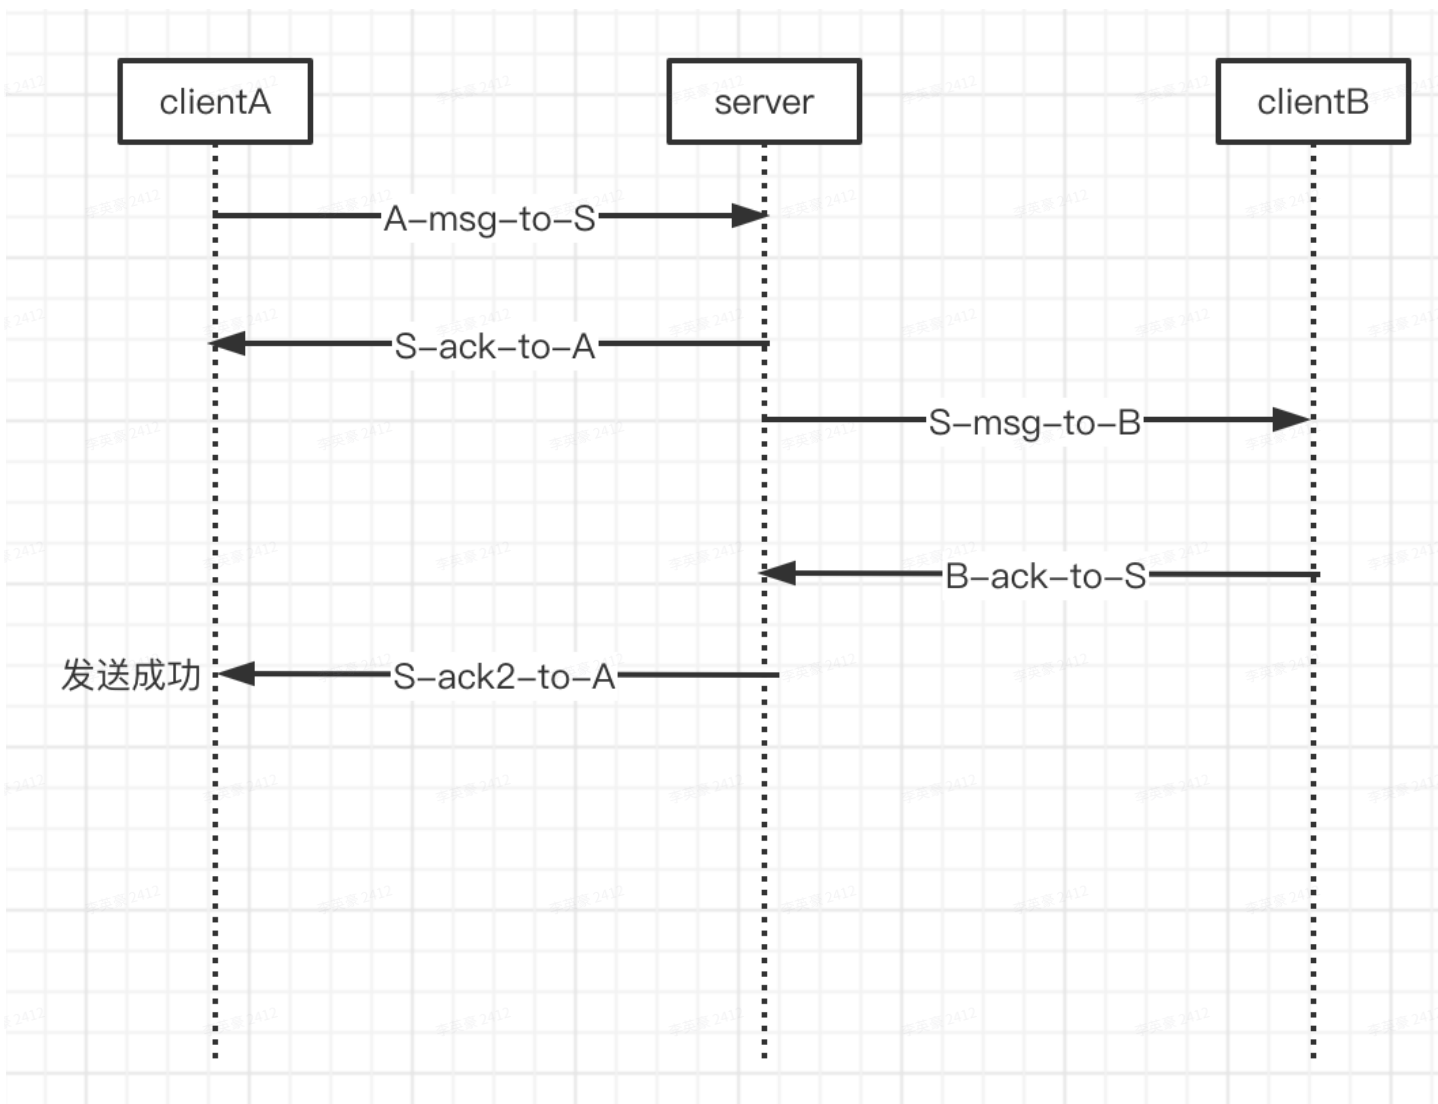 clientA
server
clientB
A-msg-to-S
S-ack-to-A
S-msg-to-B
B-ack-to-S
发送成功
S-ack2-to-A